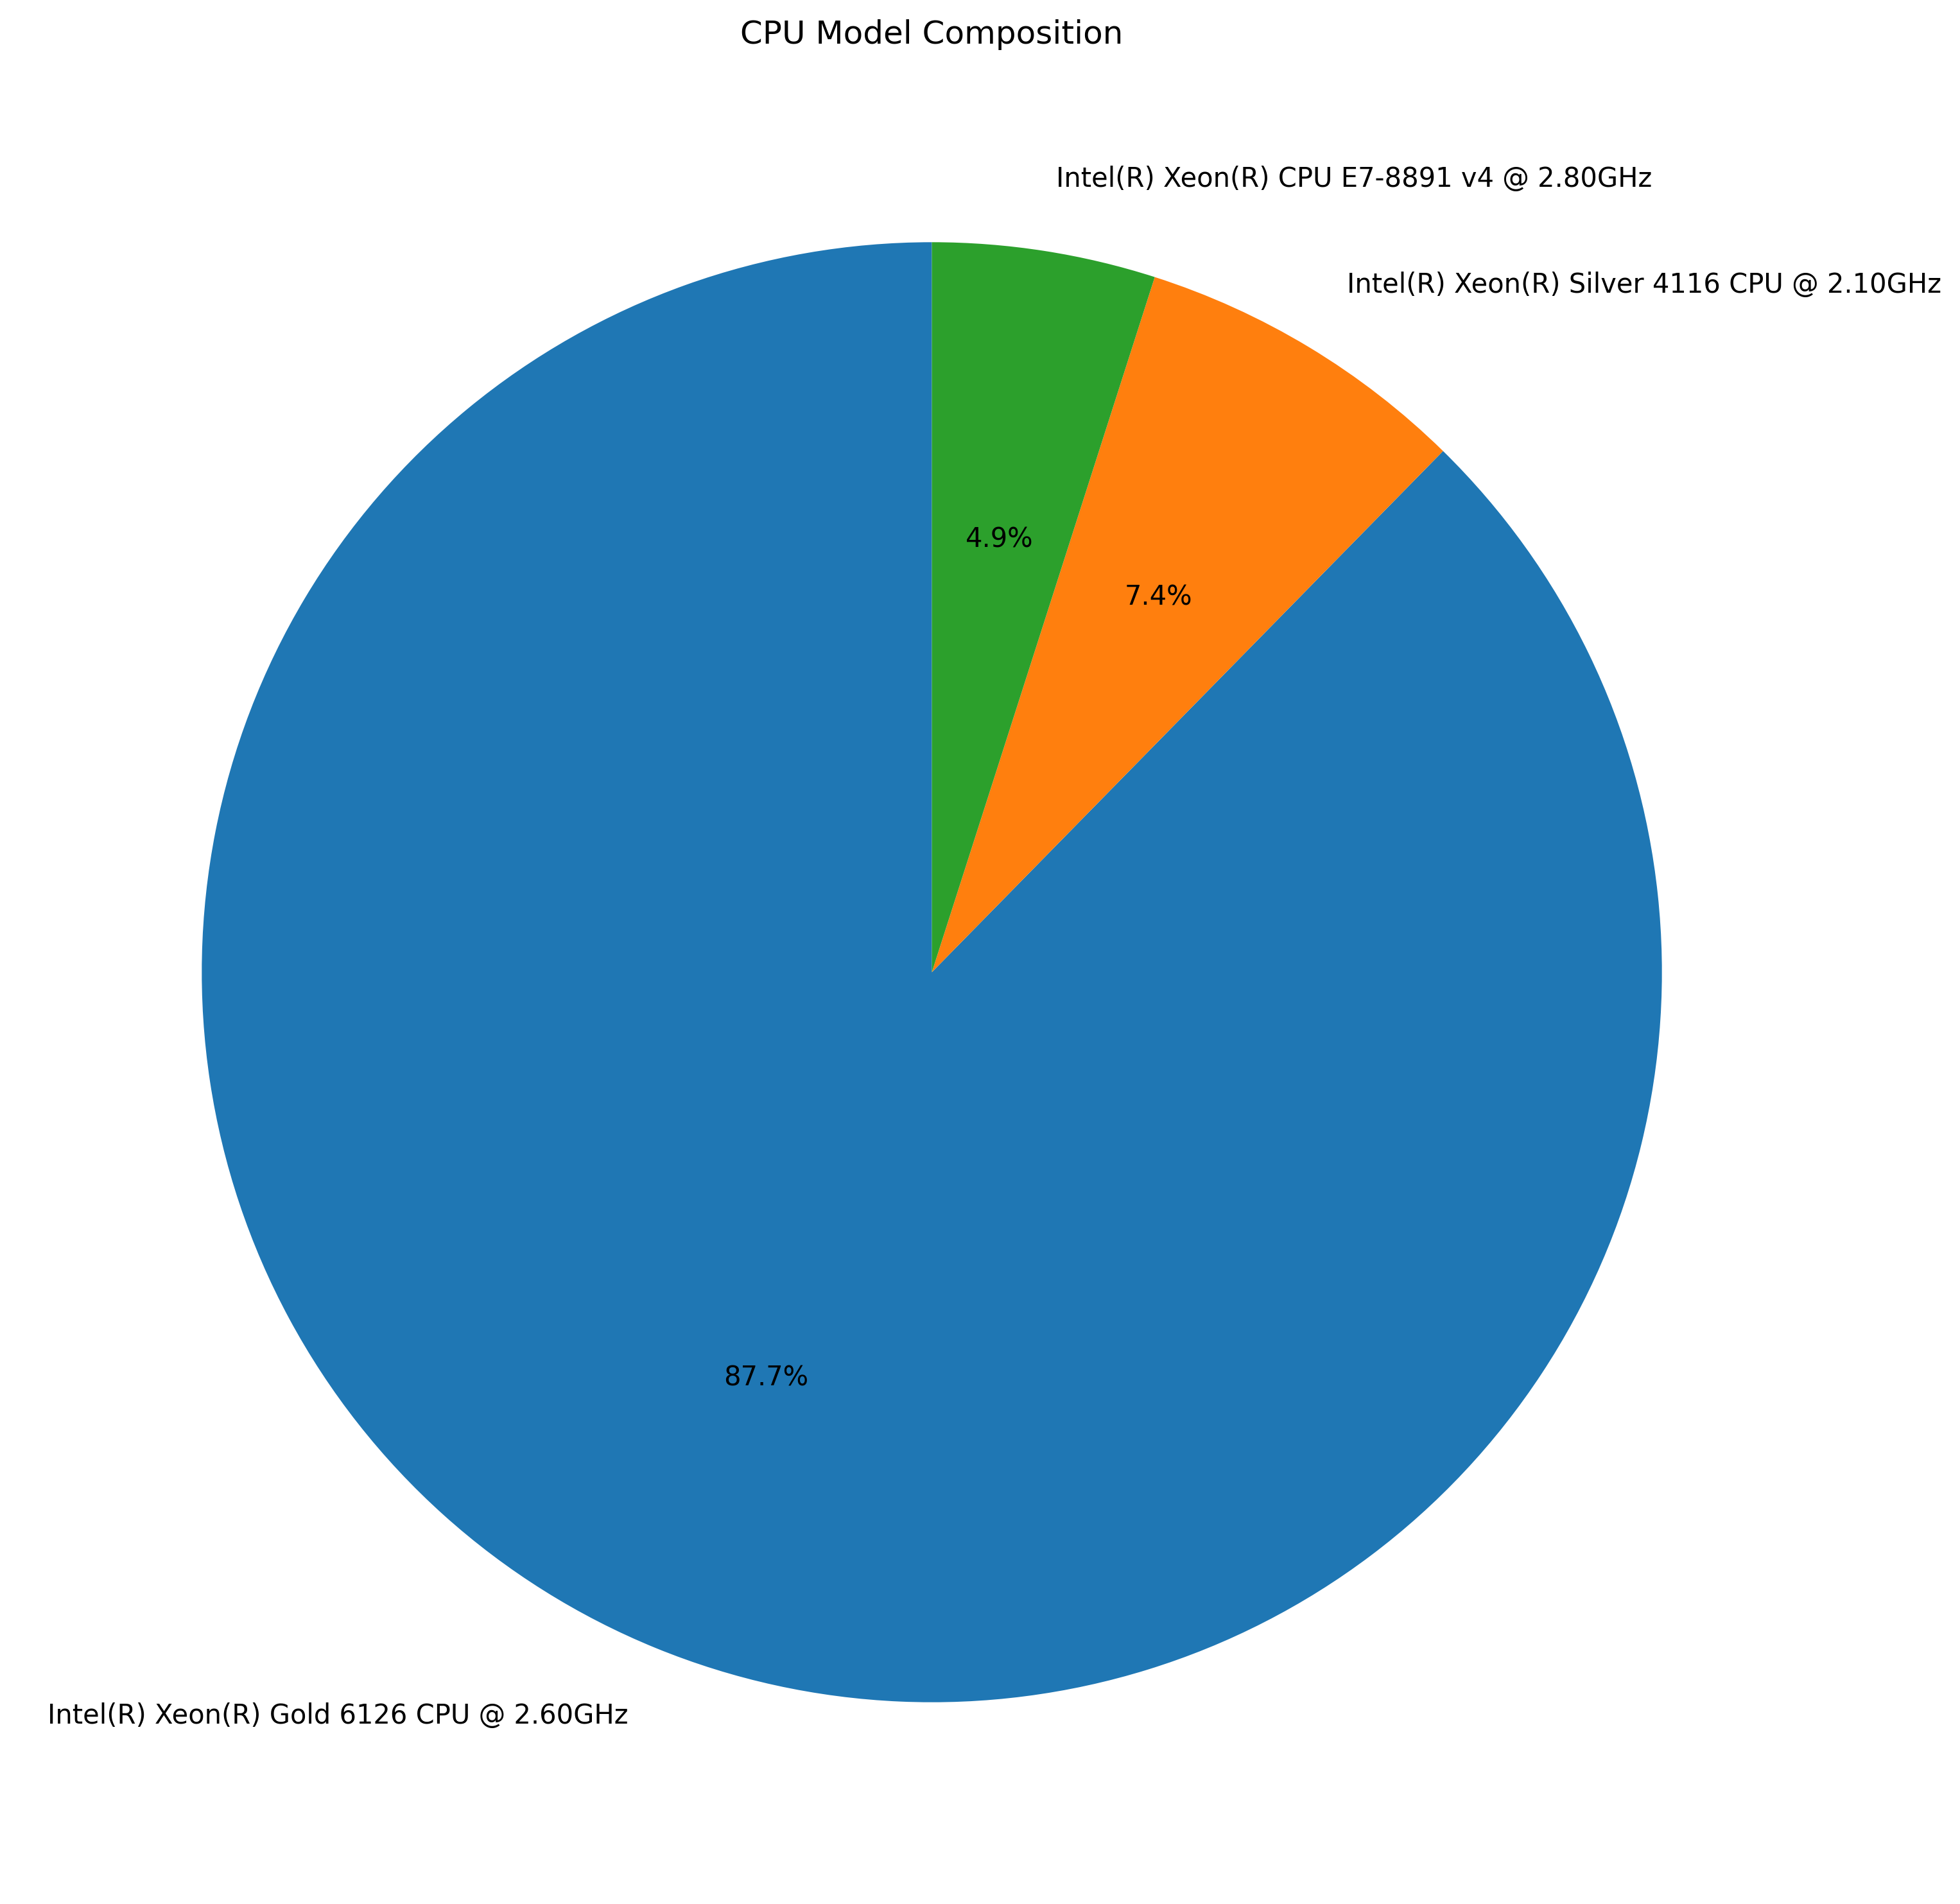 CPU Model Composition
Intel(R) Xeon(R) CPU E7-8891 v4 @ 2.80GHz
Intel(R) Xeon(R) Silver 4116 CPU @ 2.10GHz
4.9%
7.4%
87.7%
Intel(R) Xeon(R) Gold 6126 CPU @ 2.60GHz